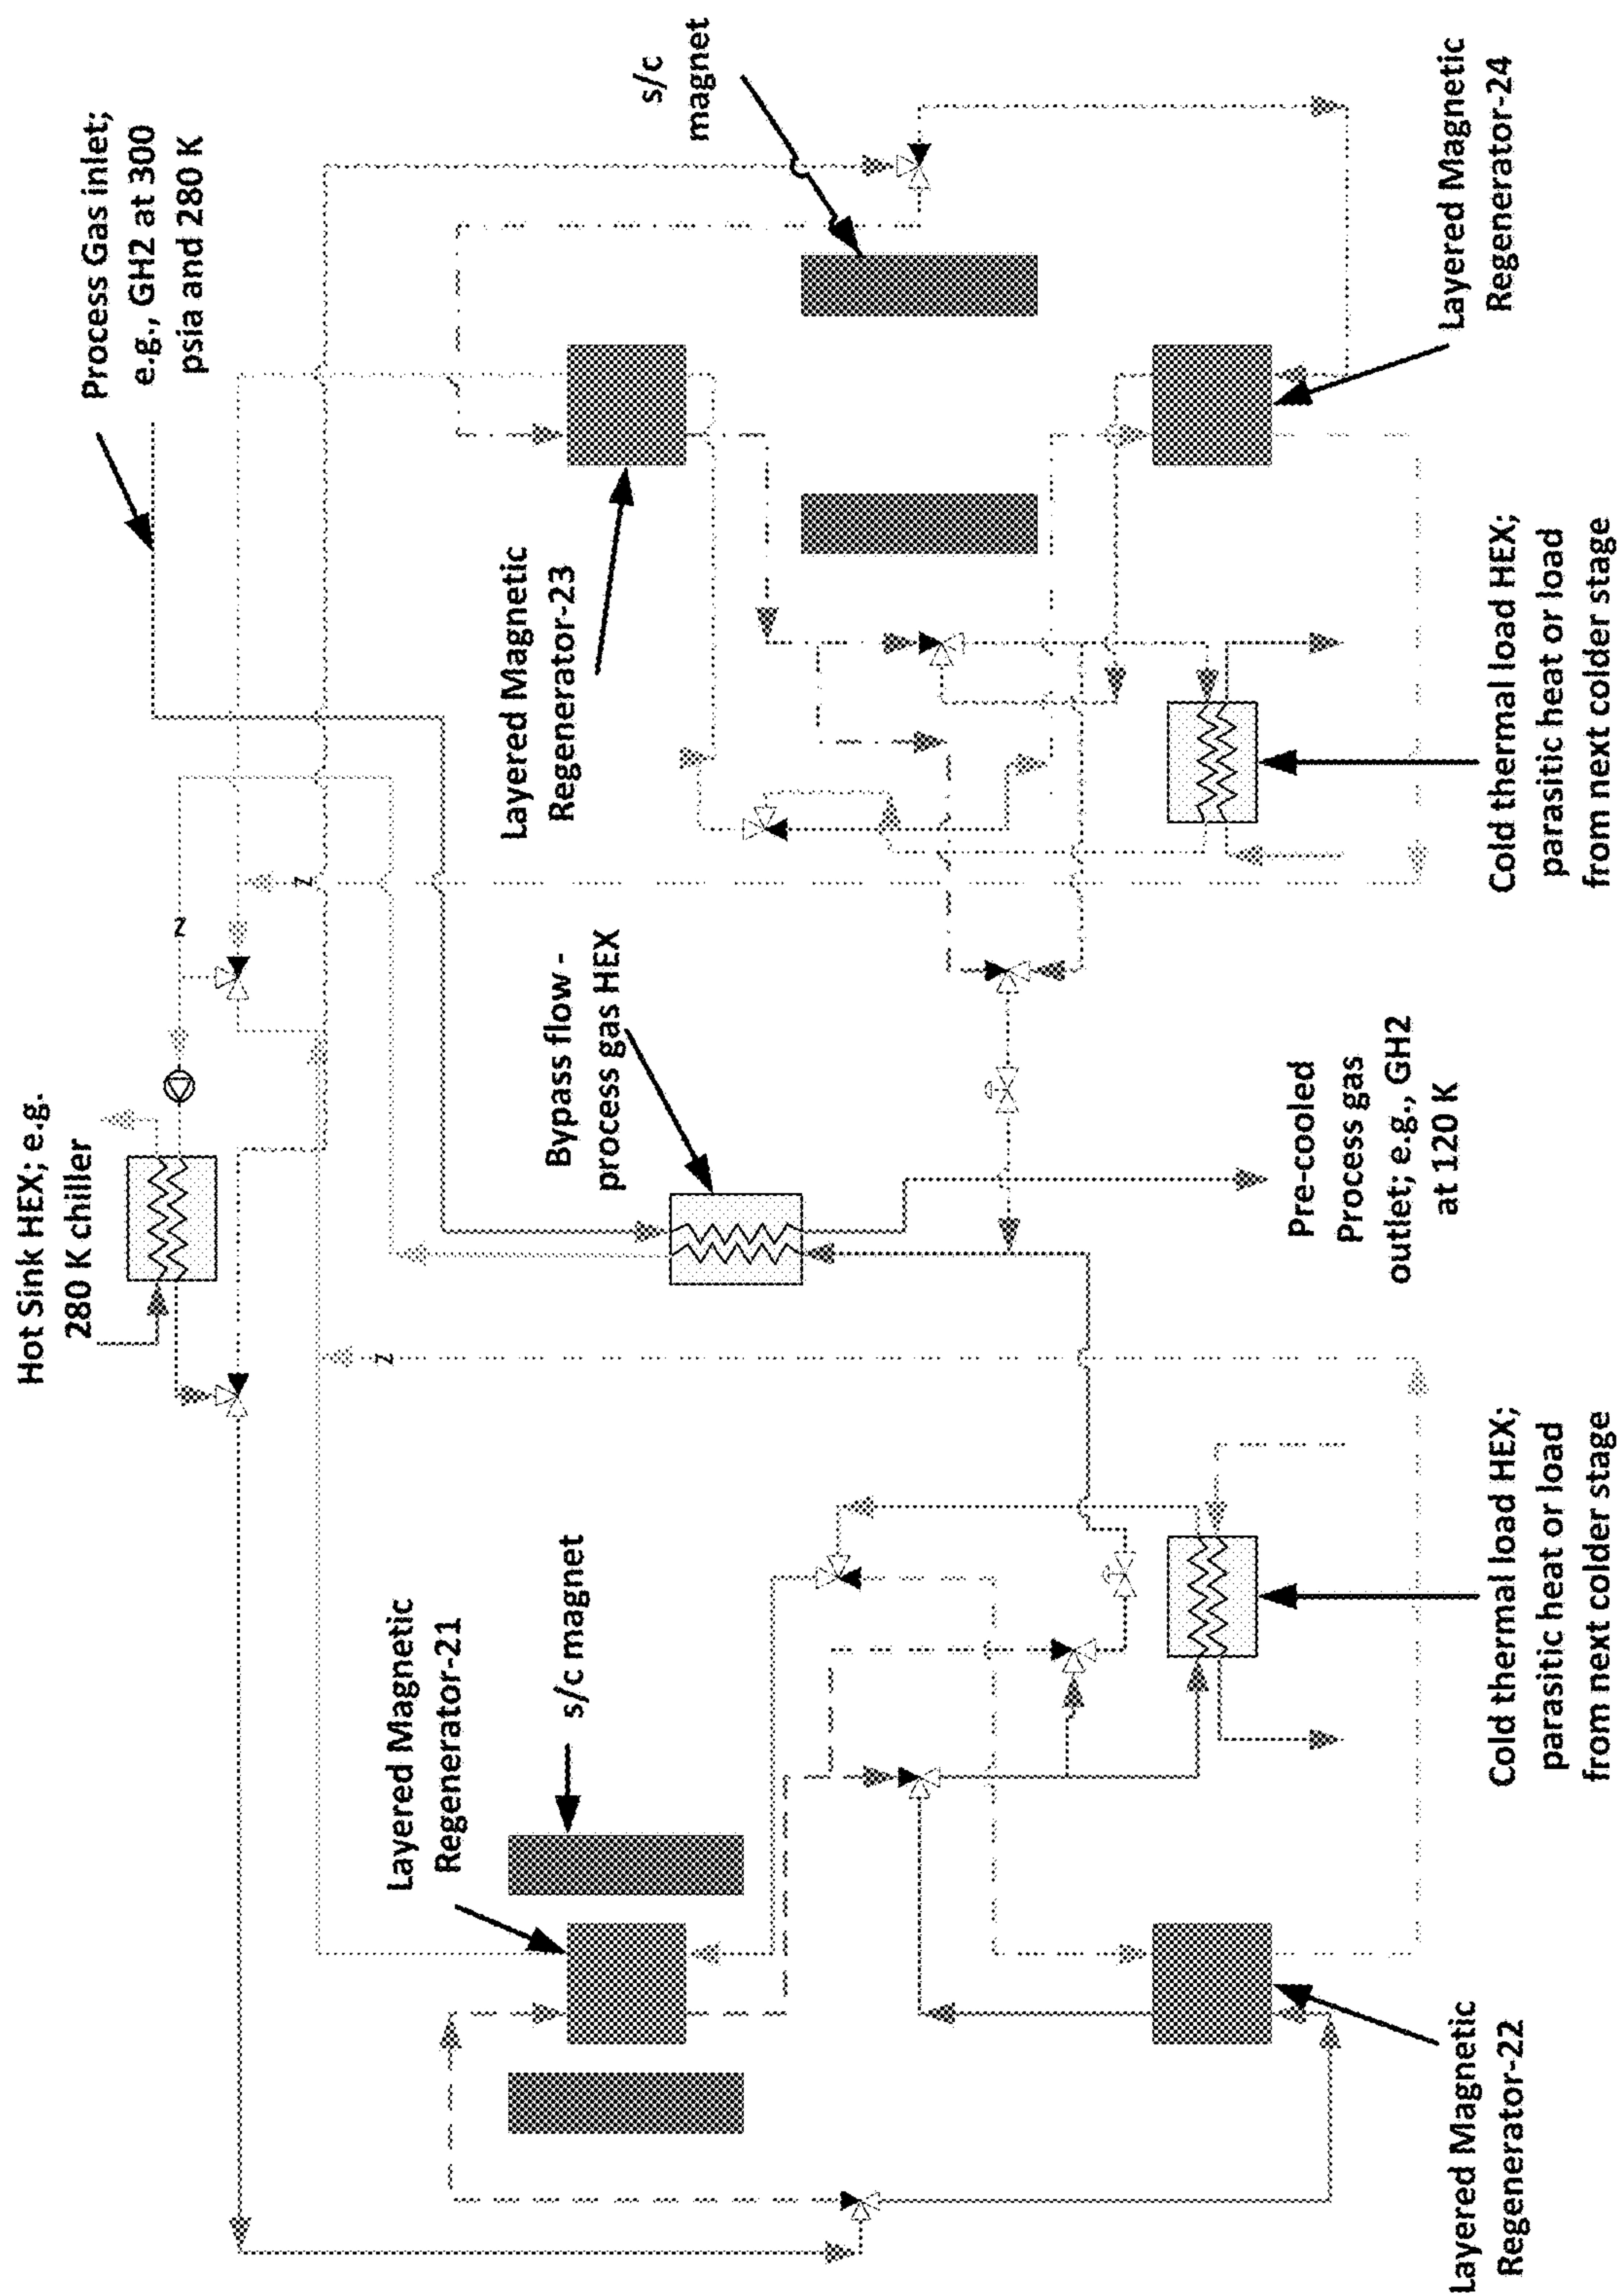 Hot Sink HEX; e.g.
280 K chiller
Process Gas inlet;
e.g., GH2 at 300
psia and 280 K
s/c
magnet
Layered Magnetic
Regenerator-21
s/c magnet
Bypass flow -
process gas HEX
Layered Magnetic
Regenerator-23
Layered Magnetic
Regenerator-22
Cold thermal load HEX;
parasitic heat or load
from next colder stage
Pre-cooled
Process gas
outlet; e.g., GH2
at 120 K
Cold thermal load HEX;
parasitic heat or load
from next colder stage
Layered Magnetic
Regenerator-24